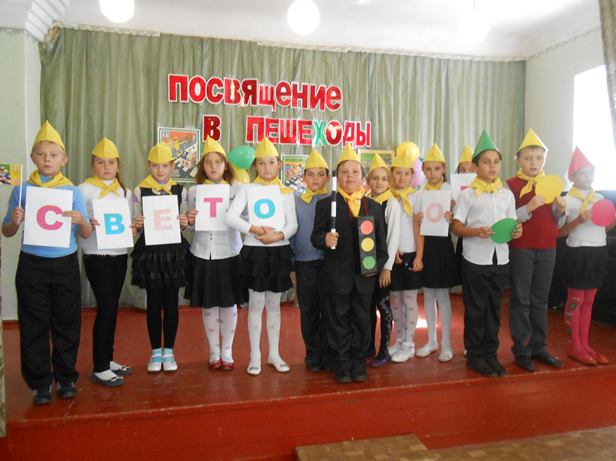 ПОСВЯЩЕНИЕ
В ПЕШЕХОДЫ
С В Е Т О О